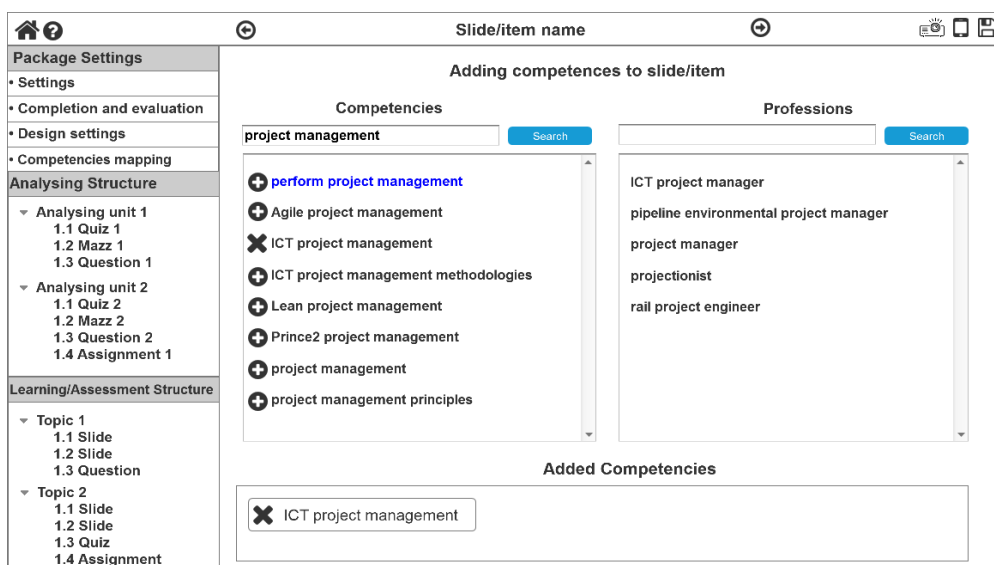 Slide/item name
Package Settings
• Settings
• Completion and evaluation
• Design settings
• Competencies mapping
Analysing Structure
Analysing unit 1
1.1 Quiz 1
1.2 Mazz 1
1.3 Question 1
Analysing unit 2
1.1 Quiz 2
1.2 Mazz 2
1.3 Question 2
1.4 Assignment 1
Learning/Assessment Structure
Topic 1
1.1 Slide
1.2 Slide
1.3 Question
Topic 2
1.1 Slide
1.2 Slide
1.3 Quiz
1.4 Assignment
Adding competences to slide/item
Competencies
project management
Search
perform project management
Agile project management
ICT project management
ICT project management methodologies
Lean project management
Prince2 project management
project management
project management principles
Professions
Search
ICT project manager
pipeline environmental project manager
project manager
projectionist
rail project engineer
Added Competencies
ICT project management